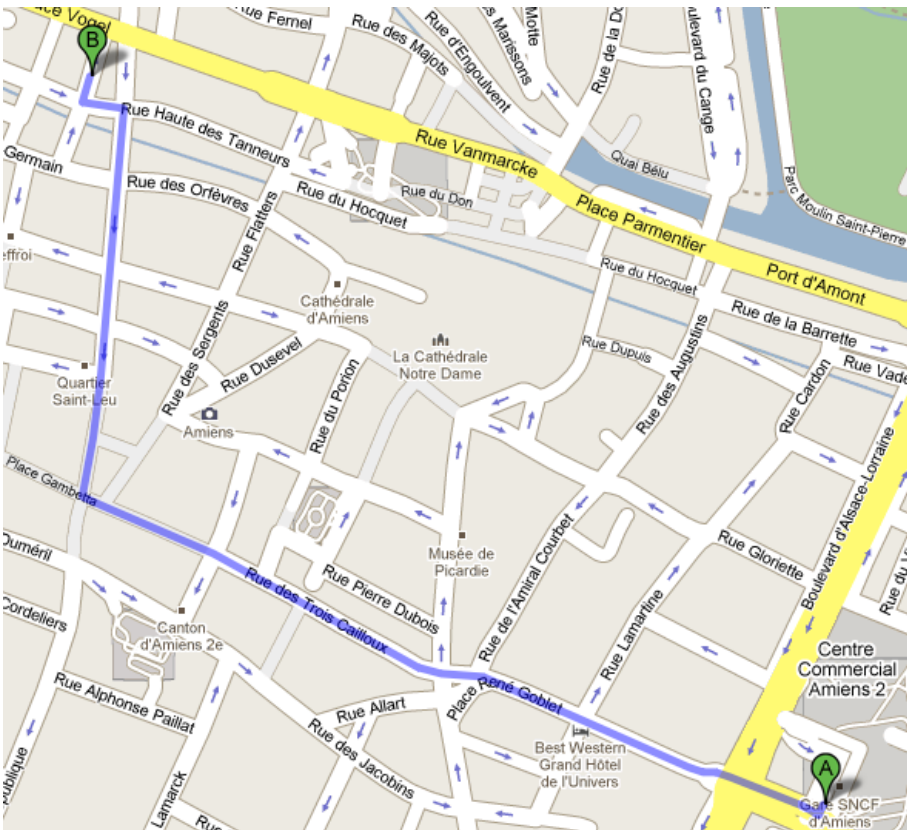 ce Vogel
B
Rue Fernel
Rue des Majots
Rue d'Engoulvent
Rue des Marissons
Motte
Rue de la Do
Boulevard du Cange
ulevard
Rue Haute des Tanneurs
Rue Vanmarcke
Quai Bélu
Parc Moulin Saint-Pierre
Germain
Rue des Orfèvres
Rue du Hocquet
Rue du Don
Place Parmentier
Rue Flatters
effroi
Port d'Amont
Rue du Hocquet
Cathédrale
d'Amiens
Rue de la Barrette
Rue des Sergents
La Cathédrale
Notre Dame
Rue Dupuis
Rue Vade
Rue Dusevel
Rue du Porion
Rue des Augustins
Rue Cardon
Quartier
Saint-Leu
Amiens
Place Gambetta
Boulevard d'Alsace-Lorraine
Musée de
Picardie
Rue de l'Amiral Courbet
Rue Gloriette
Duméril
Rue des Trois Cailloux
Rue Pierre Dubois
Rue Lamartine
Rue du V
Cordeliers
Canton
d'Amiens 2e
Centre
Commercial
Amiens 2
Rue Alphonse Paillat
Rue Allart
Place René Goblet
Rue des Jacobins
Best Western
Grand Hôtel
de l'Univers
A
Gare SNCF
d'Amiens
publique
Lamarck
Rue